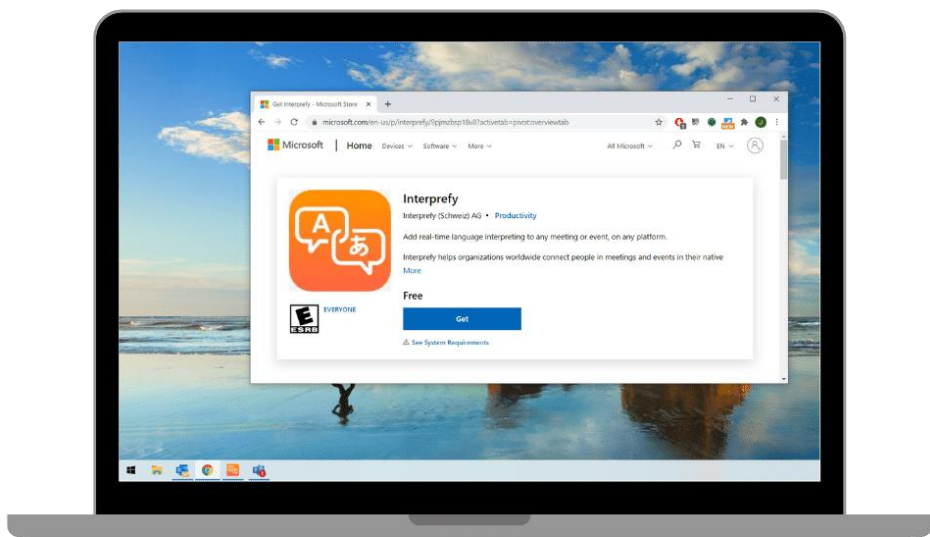 Get Interprefy - Microsoft Store
microsoft.com/en-us/p/interprefy/9pjmzbsp18v8?activetab=pivot:overviewtab
Microsoft Home Devices Software More All Microsoft EN
Interprefy
Interprefy (Schweiz) AG • Productivity
Add real-time language interpreting to any meeting or event, on any platform.
Interprefy helps organizations worldwide connect people in meetings and events in their native
More
A あ
Free
E
ESRB
EVERYONE
Get
See System Requirements